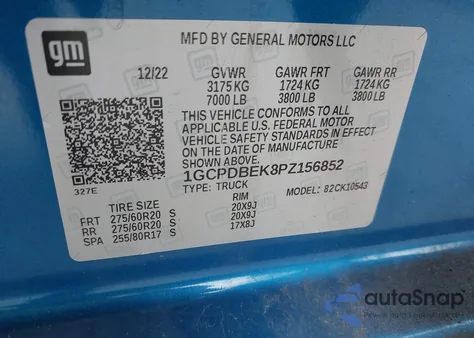 gm
MFD BY GENERAL MOTORS LLC
12/22 GVWR GAWR FRT GAWR RR
3175 KG 1724 KG 1724 KG
7000 LB 3800 LB 3800 LB
THIS VEHICLE CONFORMS TO ALL
APPLICABLE U.S. FEDERAL MOTOR
VEHICLE SAFETY STANDARDS IN EFFECT
ON THE DATE OF MANUFACTURE
1GCPDBEK8PZ156852
327E
TYPE: TRUCK MODEL: 82CK10543
TIRE SIZE RIM
FRT 275/60R20 S 20X9J
RR 275/60R20 S 20X9J
SPA 255/80R17 S 17X8J
autoSnap